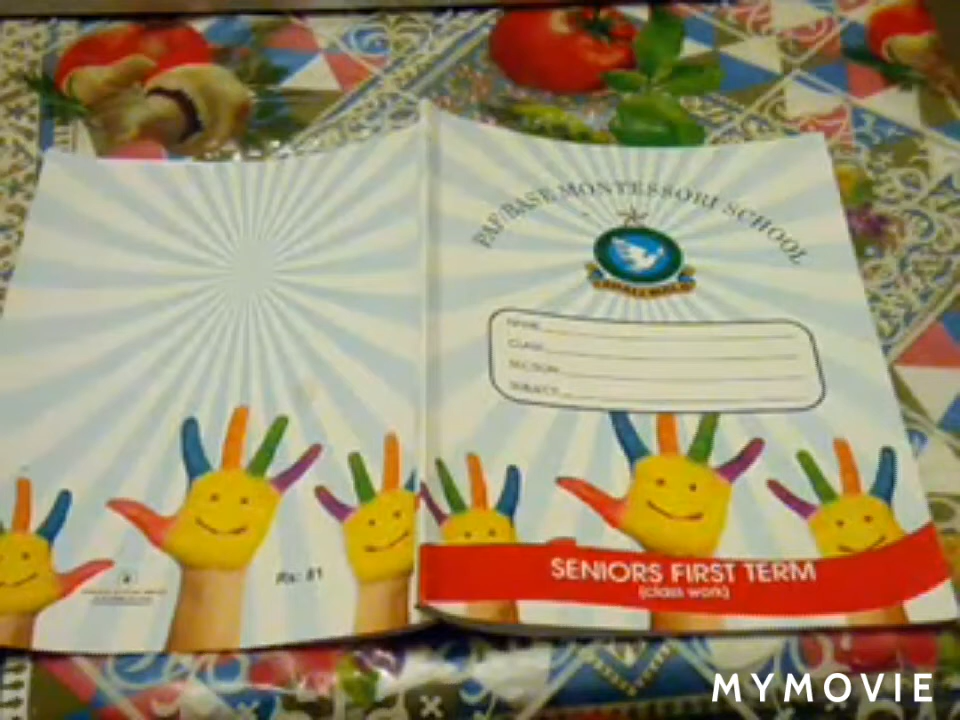 PAF BASE MONTESSORI SCHOOL
NAME
CLASS
SECTION
SUBJECT
Rs: 81
SENIORS FIRST TERM
(class work)
MYMOVIE